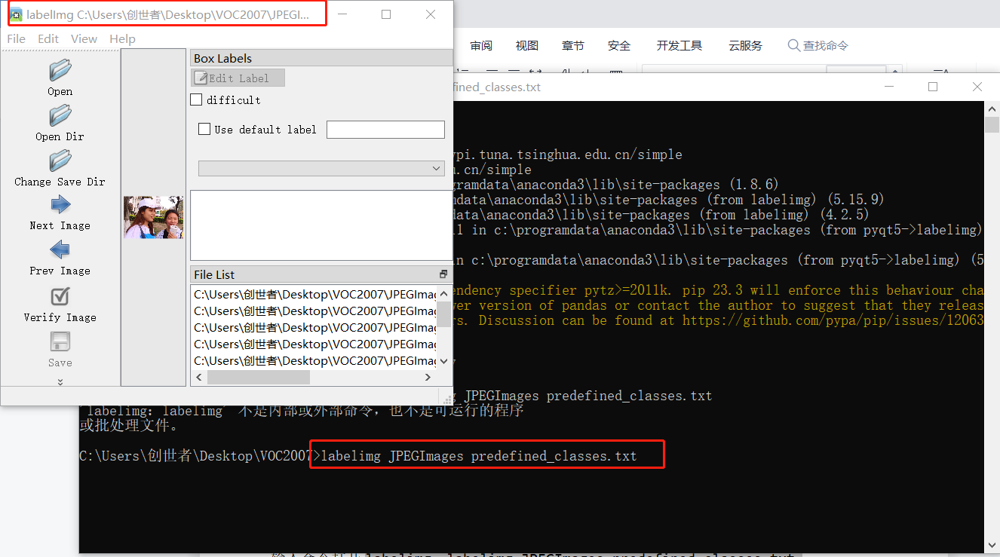 labelImg C:\Users\创世者\Desktop\VOC2007\JPEGI...
File Edit View Help
Open
Open Dir
Change Save Dir
Next Image
Prev Image
Verify Image
Save
Box Labels
Edit Label
difficult
Use default label
File List
C:\Users\创世者\Desktop\VOC2007\JPEGImag
C:\Users\创世者\Desktop\VOC2007\JPEGImag
C:\Users\创世者\Desktop\VOC2007\JPEGImag
C:\Users\创世者\Desktop\VOC2007\JPEGImag
C:\Users\创世者\Desktop\VOC2007\JPEGImag
审阅 视图 章节 安全 开发工具 云服务 查找命令
fined_classes.txt
ypi.tuna.tsinghua.edu.cn/simple
.cn/simple
gramdata\anaconda3\lib\site-packages (1.8.6)
data\anaconda3\lib\site-packages (from labelimg) (5.15.9)
data\anaconda3\lib\site-packages (from labelimg) (4.2.5)
l in c:\programdata\anaconda3\lib\site-packages (from pyqt5->labelimg)
n c:\programdata\anaconda3\lib\site-packages (from pyqt5->labelimg) (5
endency specifier pytz>=2011k. pip 23.3 will enforce this behaviour cha
wer version of pandas or contact the author to suggest that they releas
rs. Discussion can be found at https://github.com/pypa/pip/issues/12063
g JPEGImages predefined_classes.txt
'labelimg: labelimg' 不是内部或外部命令，也不是可运行的程序
或批处理文件。
C:\Users\创世者\Desktop\VOC2007>labelimg JPEGImages predefined_classes.txt